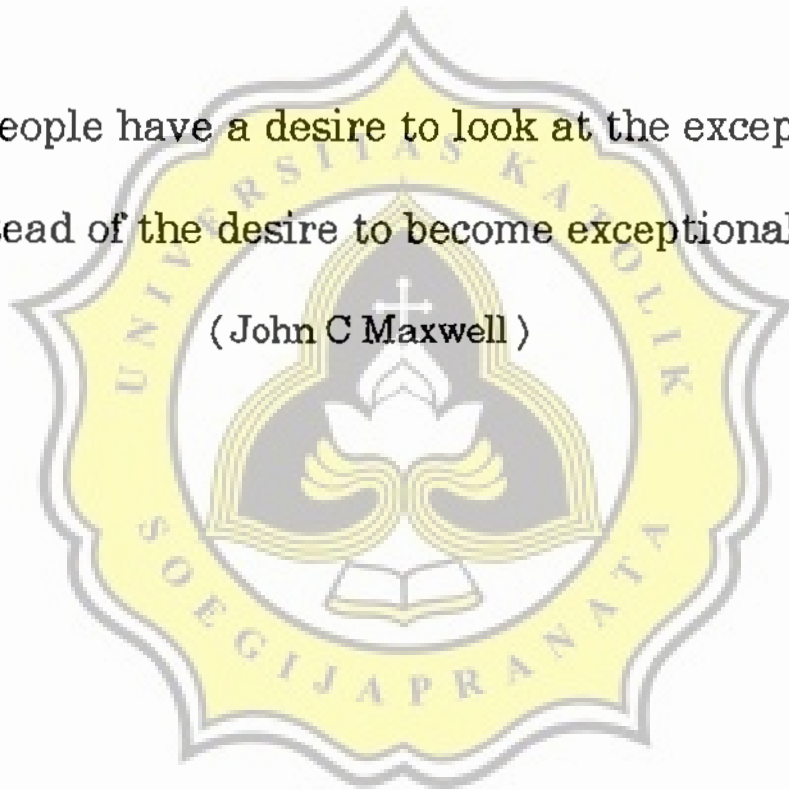 eople have a desire to look at the excep
tead of the desire to become exceptional
( John C Maxwell )
UNIVERSITAS KATOLIK
SOEGIJAPRANATA